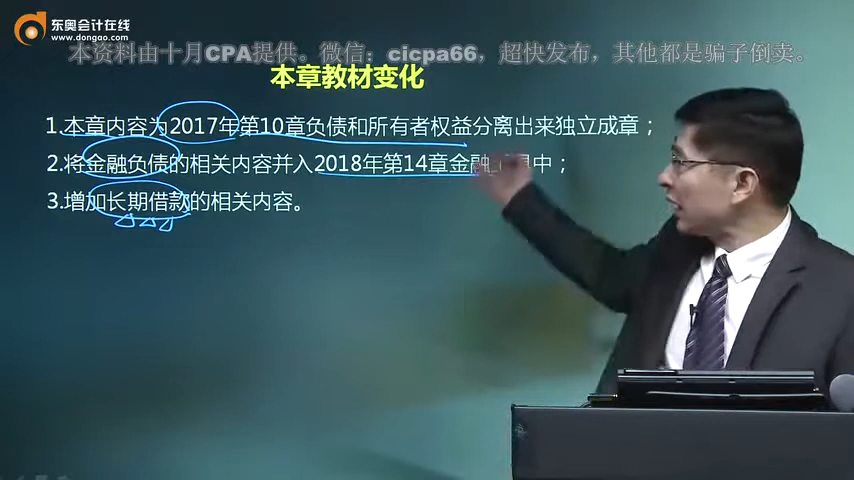 东奥会计在线
www.dongao.com
本资料由十月CPA提供。微信：cicpa66，超快发布，其他都是骗子倒卖。
本章教材变化
1.本章内容为2017年第10章负债和所有者权益分离出来独立成章；
2.将金融负债的相关内容并入2018年第14章金融 具中；
3.增加长期借款的相关内容。